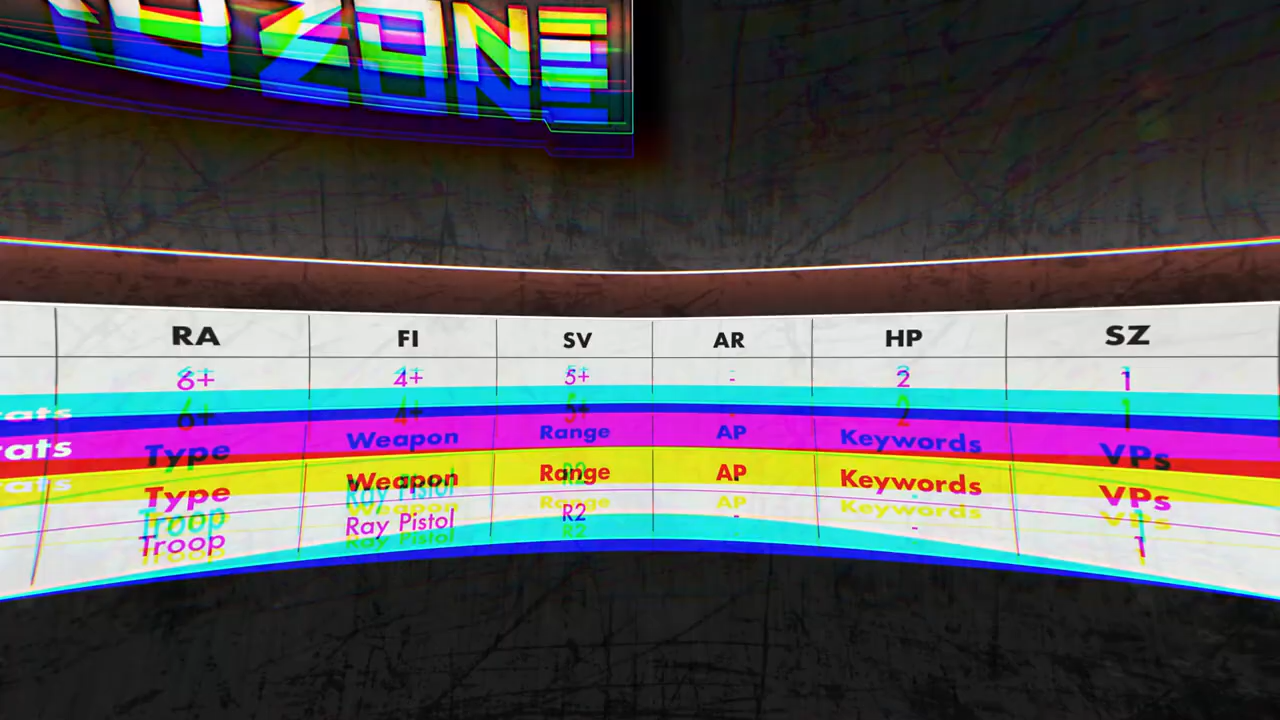 ZONE
RA FI SV AR HP SZ
6+ 4+ 5+ - 2 1
Type Weapon Range AP Keywords VPs
Troop Ray Pistol R2 - - 1